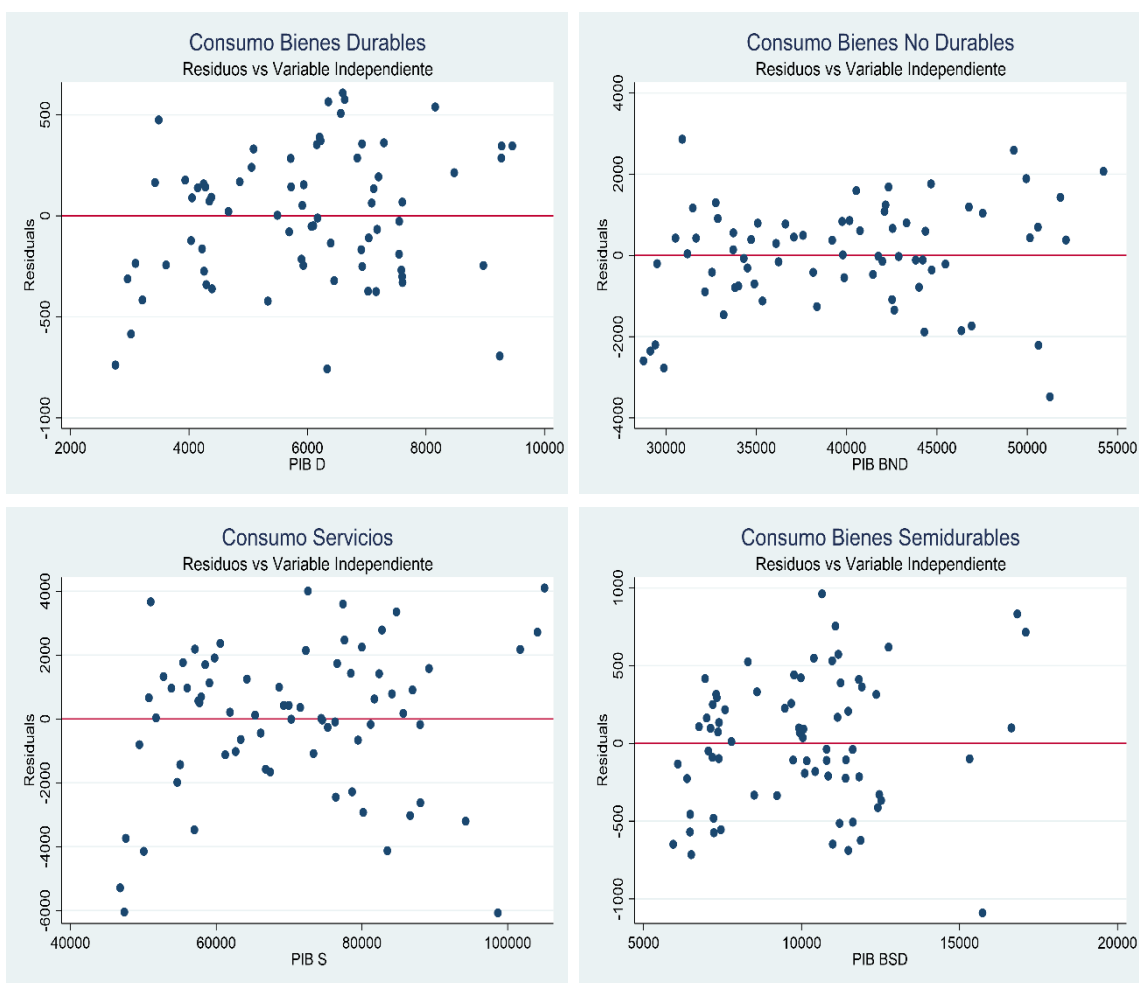 Consumo Bienes Durables
Residuos vs Variable Independiente
Residuals
500
0
-500
-1000
2000 4000 6000 8000 10000
PIB D
Consumo Bienes No Durables
Residuos vs Variable Independiente
Residuals
4000
2000
0
-2000
-4000
30000 35000 40000 45000 50000 55000
PIB BND
Consumo Servicios
Residuos vs Variable Independiente
Residuals
4000
2000
0
-2000
-4000
-6000
40000 60000 80000 100000
PIB S
Consumo Bienes Semidurables
Residuos vs Variable Independiente
Residuals
1000
500
0
-500
-1000
5000 10000 15000 20000
PIB BSD